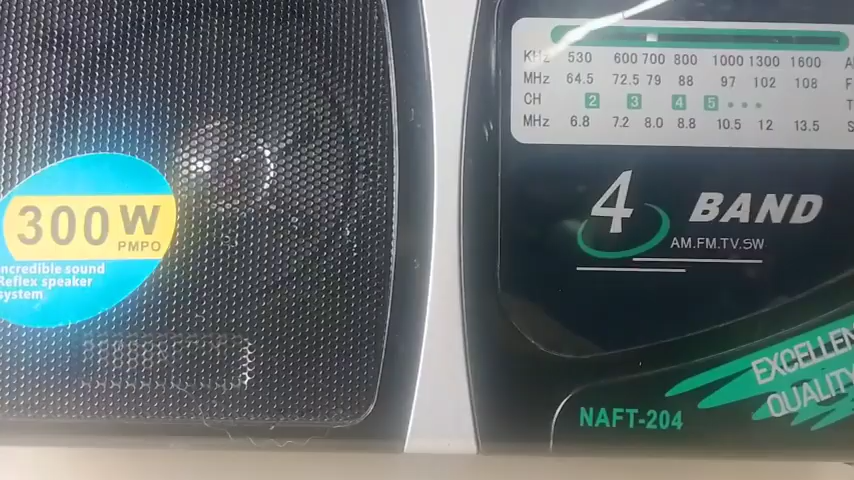 300W
PMPO
ncredible sound
Reflex speaker
system
KHz 530 600 700 800 1000 1300 1600 A
MHz 64.5 72.5 79 88 97 102 108 F
CH 2 3 4 5 T
MHz 6.8 7.2 8.0 8.8 10.5 12 13.5 S
4 BAND
AM.FM.TV.SW
EXCELLEN
QUALITY
NAFT-204